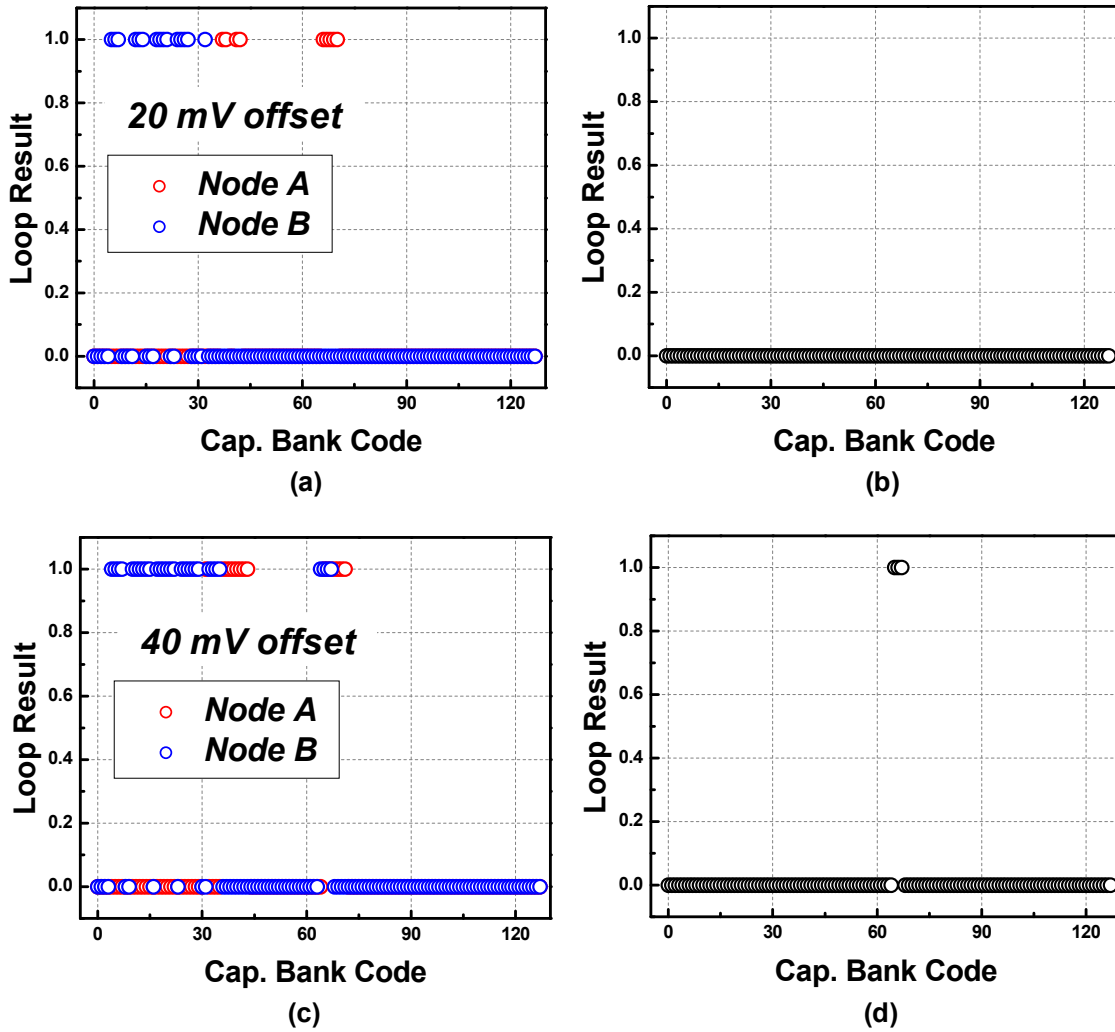 1.0
0.8
0.6
0.4
0.2
0.0
Loop Result
20 mV offset
Node A
Node B
0 30 60 90 120
Cap. Bank Code
(a)
1.0
0.8
0.6
0.4
0.2
0.0
Loop Result
0 30 60 90 120
Cap. Bank Code
(b)
1.0
0.8
0.6
0.4
0.2
0.0
Loop Result
40 mV offset
Node A
Node B
0 30 60 90 120
Cap. Bank Code
(c)
1.0
0.8
0.6
0.4
0.2
0.0
Loop Result
0 30 60 90 120
Cap. Bank Code
(d)